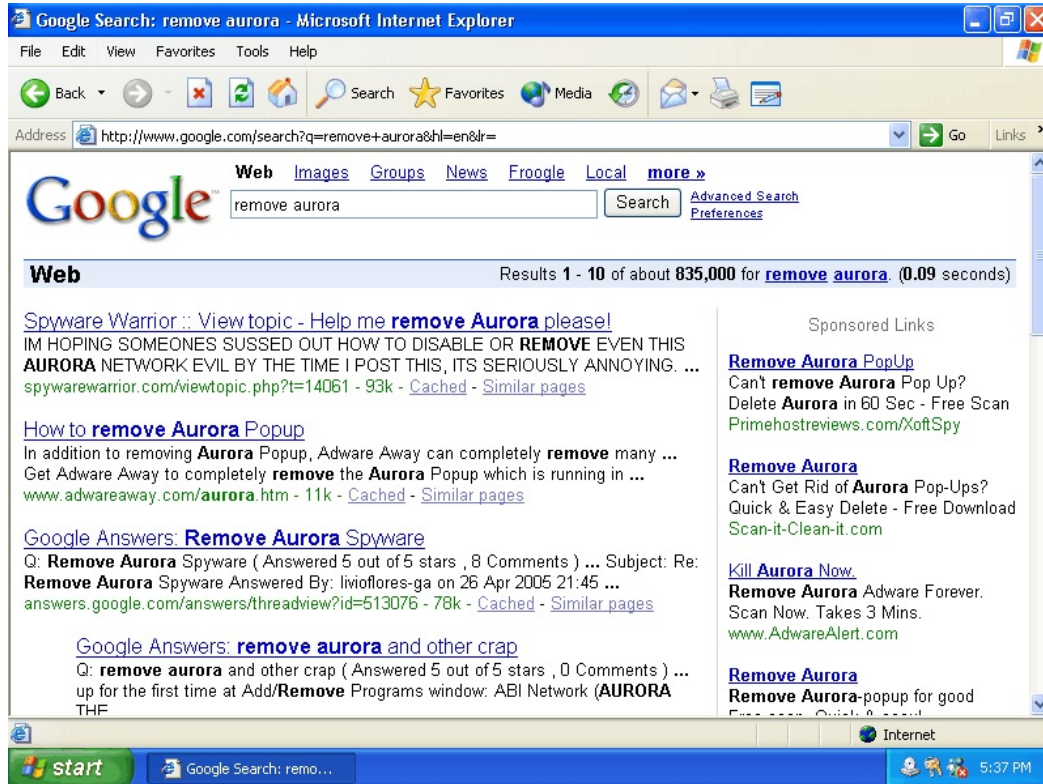 Google Search: remove aurora - Microsoft Internet Explorer
File Edit View Favorites Tools Help
Back Search Favorites Media
Address http://www.google.com/search?q=remove+aurora&hl=en&lr= Go Links
Google™
Web Images Groups News Froogle Local more »
remove aurora Search Advanced Search
Preferences
Web Results 1 - 10 of about 835,000 for remove aurora. (0.09 seconds)
Spyware Warrior :: View topic - Help me remove Aurora please!
IM HOPING SOMEONES SUSSED OUT HOW TO DISABLE OR REMOVE EVEN THIS
AURORA NETWORK EVIL BY THE TIME I POST THIS, ITS SERIOUSLY ANNOYING. ...
spywarewarrior.com/viewtopic.php?t=14061 - 93k - Cached - Similar pages
How to remove Aurora Popup
In addition to removing Aurora Popup, Adware Away can completely remove many ...
Get Adware Away to completely remove the Aurora Popup which is running in ...
www.adwareaway.com/aurora.htm - 11k - Cached - Similar pages
Google Answers: Remove Aurora Spyware
Q: Remove Aurora Spyware ( Answered 5 out of 5 stars , 8 Comments ) ... Subject: Re:
Remove Aurora Spyware Answered By: livioflores-ga on 26 Apr 2005 21:45 ...
answers.google.com/answers/threadview?id=513076 - 78k - Cached - Similar pages
Google Answers: remove aurora and other crap
Q: remove aurora and other crap ( Answered 5 out of 5 stars , 0 Comments ) ...
up for the first time at Add/Remove Programs window: ABI Network (AURORA
THE
Sponsored Links
Remove Aurora PopUp
Can't remove Aurora Pop Up?
Delete Aurora in 60 Sec - Free Scan
Primehostreviews.com/XoftSpy
Remove Aurora
Can't Get Rid of Aurora Pop-Ups?
Quick & Easy Delete - Free Download
Scan-it-Clean-it.com
Kill Aurora Now.
Remove Aurora Adware Forever.
Scan Now. Takes 3 Mins.
www.AdwareAlert.com
Remove Aurora
Remove Aurora-popup for good
Internet
start Google Search: remo... 5:37 PM